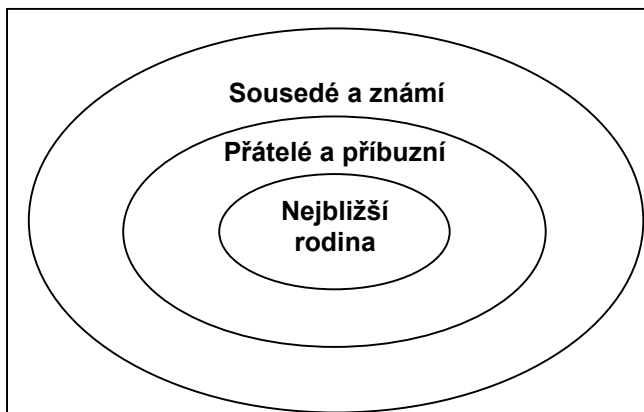 Sousedé a známí
Přátelé a příbuzní
Nejbližší
rodina